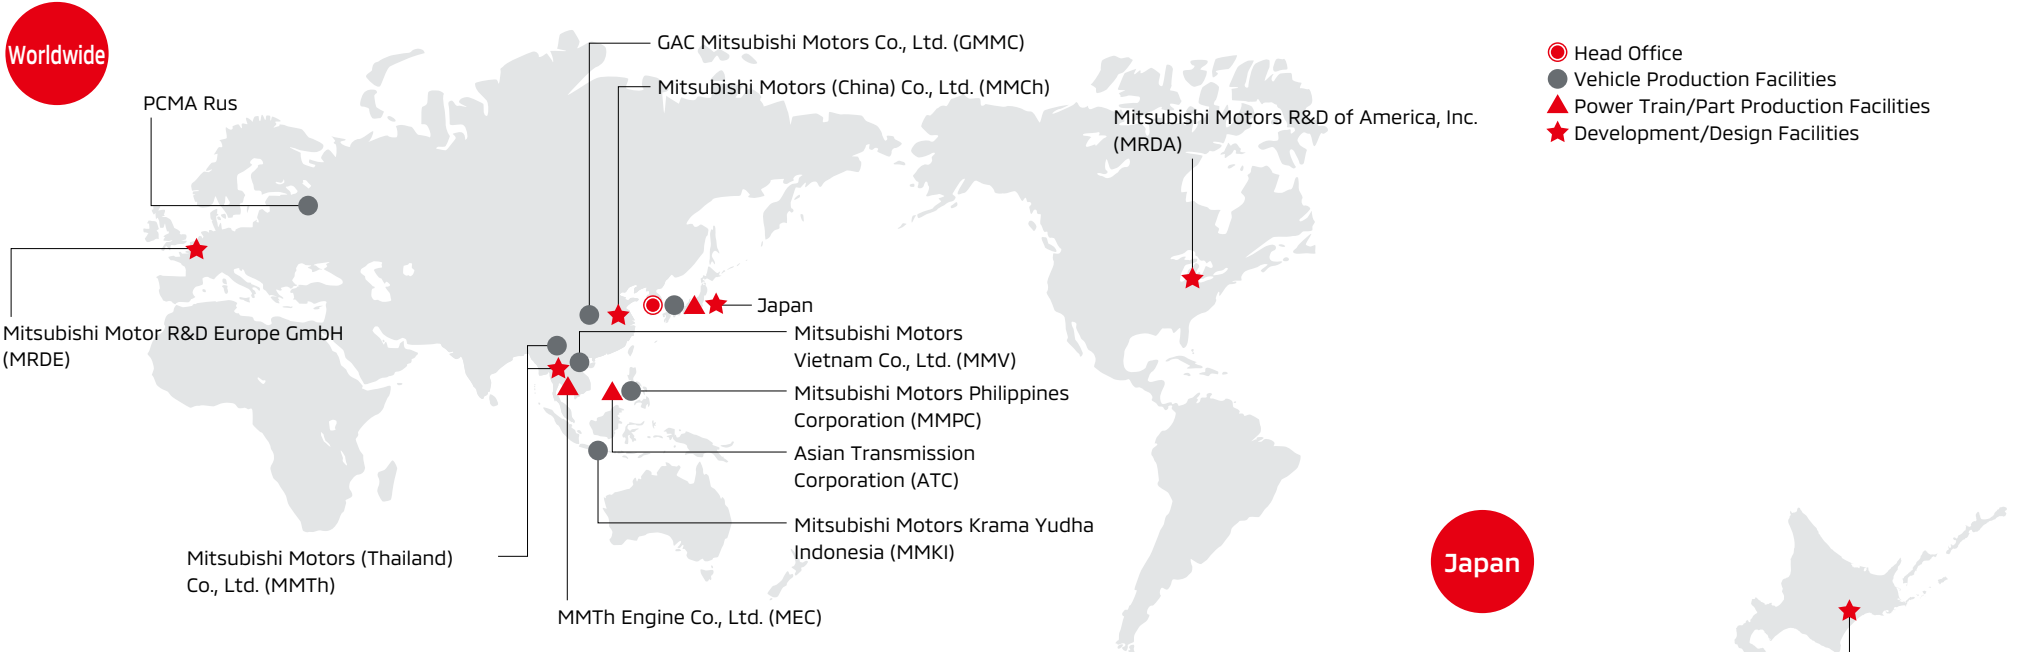 Worldwide
GAC Mitsubishi Motors Co., Ltd. (GMMC)
Mitsubishi Motors (China) Co., Ltd. (MMCh)
PCMA Rus
Mitsubishi Motors R&D of America, Inc.
(MRDA)
Head Office
Vehicle Production Facilities
Power Train/Part Production Facilities
Development/Design Facilities
Japan
Mitsubishi Motor R&D Europe GmbH
(MRDE)
Mitsubishi Motors
Vietnam Co., Ltd. (MMV)
Mitsubishi Motors Philippines
Corporation (MMPC)
Asian Transmission
Corporation (ATC)
Mitsubishi Motors Krama Yudha
Indonesia (MMKI)
Mitsubishi Motors (Thailand)
Co., Ltd. (MMTh)
MMTh Engine Co., Ltd. (MEC)
Japan